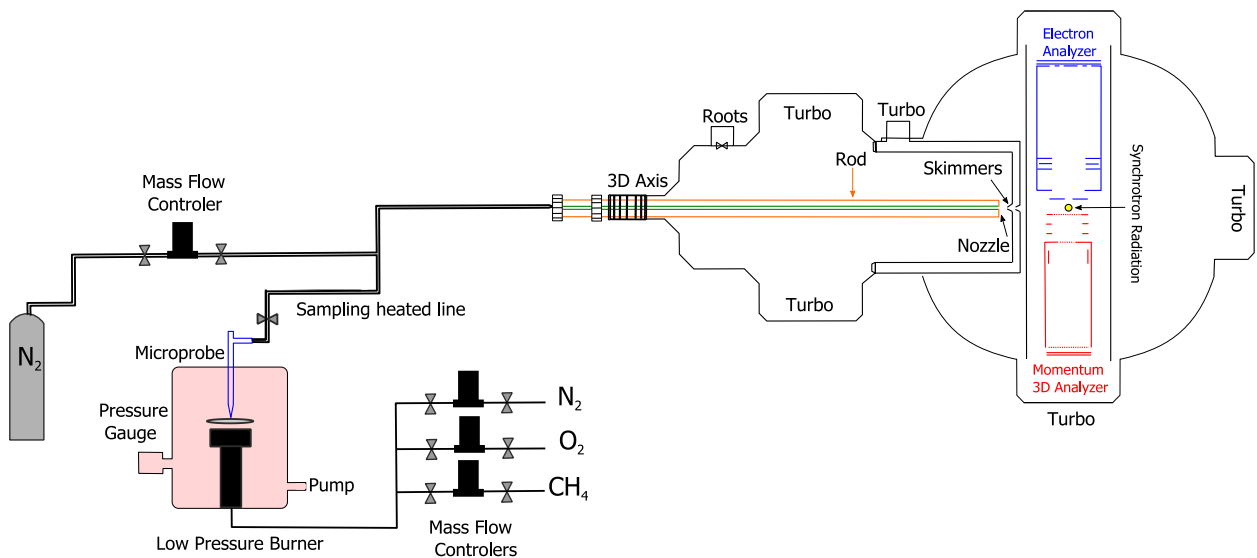 Electron
Analyzer
Turbo
Roots
Turbo
Mass Flow
Controler
3D Axis
Rod
Skimmers
Synchrotron Radiation
Turbo
Nozzle
N2
Sampling heated line
Turbo
Microprobe
Momentum
3D Analyzer
Turbo
Pressure
Gauge
N2
O2
CH4
Pump
Low Pressure Burner
Mass Flow
Controlers